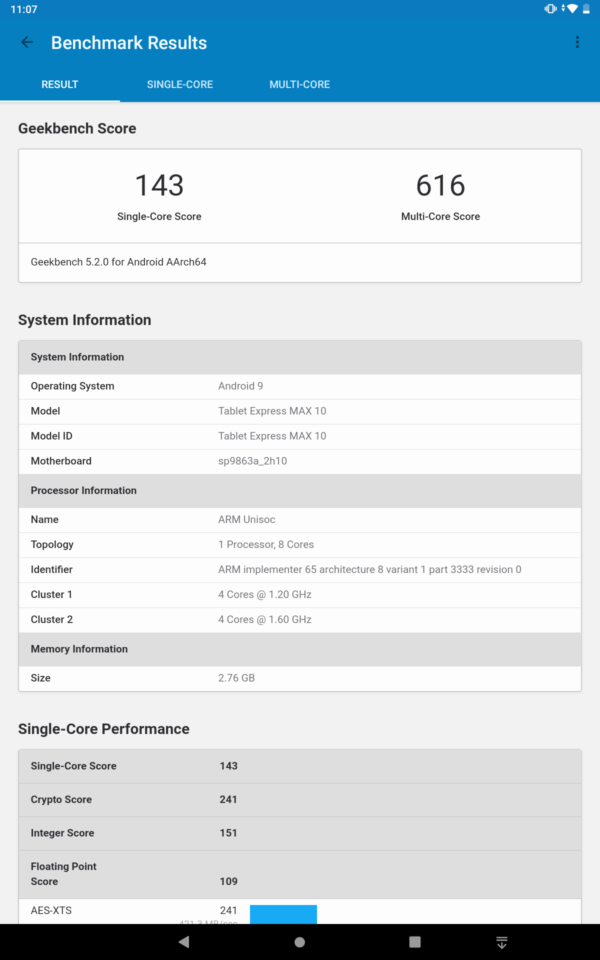 11:07
Benchmark Results
RESULT SINGLE-CORE MULTI-CORE
Geekbench Score
143 616
Single-Core Score Multi-Core Score
Geekbench 5.2.0 for Android AArch64
System Information
System Information
Operating System Android 9
Model Tablet Express MAX 10
Model ID Tablet Express MAX 10
Motherboard sp9863a_2h10
Processor Information
Name ARM Unisoc
Topology 1 Processor, 8 Cores
Identifier ARM implementer 65 architecture 8 variant 1 part 3333 revision 0
Cluster 1 4 Cores @ 1.20 GHz
Cluster 2 4 Cores @ 1.60 GHz
Memory Information
Size 2.76 GB
Single-Core Performance
Single-Core Score 143
Crypto Score 241
Integer Score 151
Floating Point
Score 109
AES-XTS 241